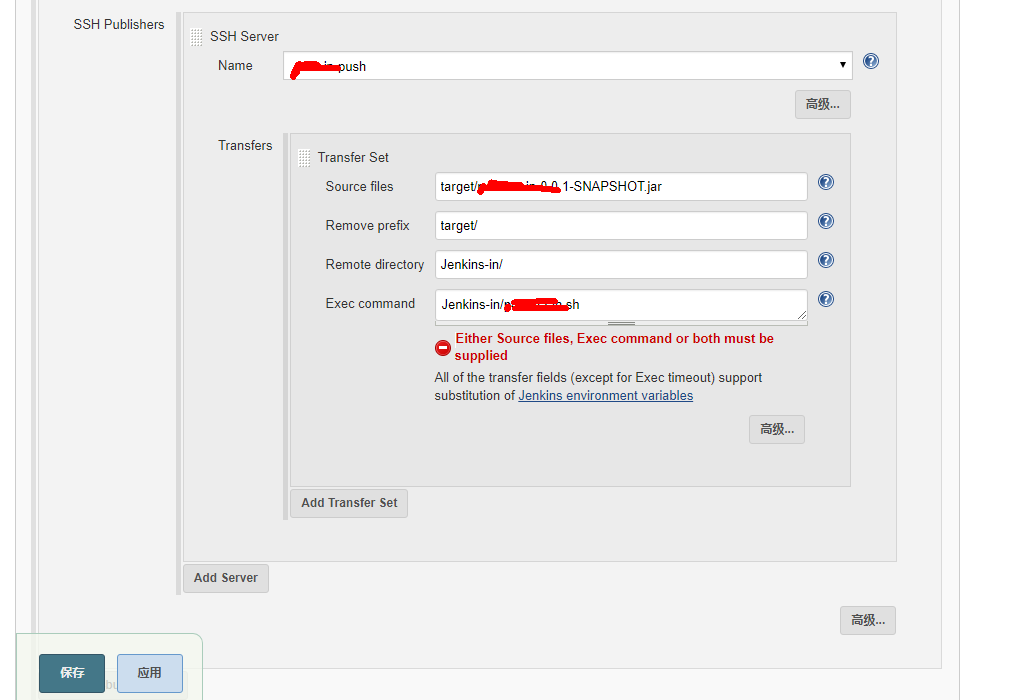 SSH Publishers
SSH Server
Name
push
高级...
Transfers
Transfer Set
Source files
target/ 1-SNAPSHOT.jar
Remove prefix
target/
Remote directory
Jenkins-in/
Exec command
Jenkins-in/ sh
Either Source files, Exec command or both must be
supplied
All of the transfer fields (except for Exec timeout) support
substitution of Jenkins environment variables
高级...
Add Transfer Set
Add Server
高级...
保存
应用